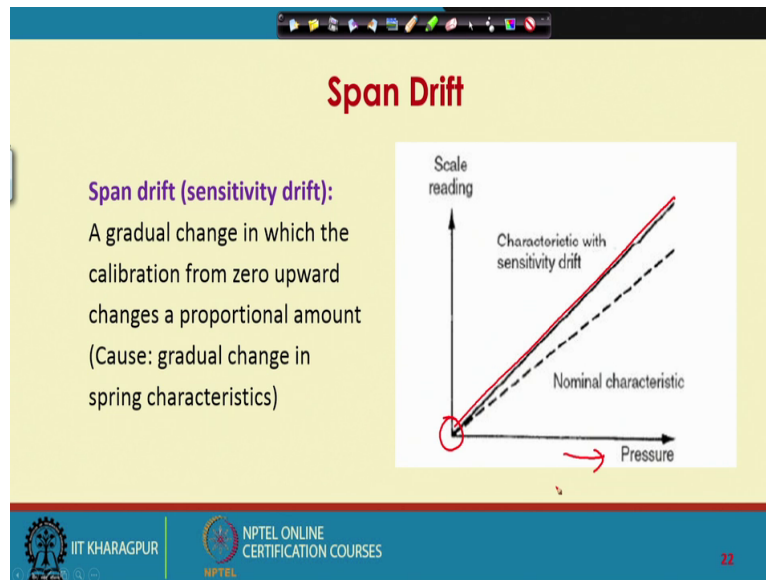 Span Drift
Span drift (sensitivity drift):
A gradual change in which the
calibration from zero upward
changes a proportional amount
(Cause: gradual change in
spring characteristics)
Scale
reading
Characteristic with
sensitivity drift
Nominal characteristic
Pressure
IIT KHARAGPUR
NPTEL
NPTEL ONLINE
CERTIFICATION COURSES
22